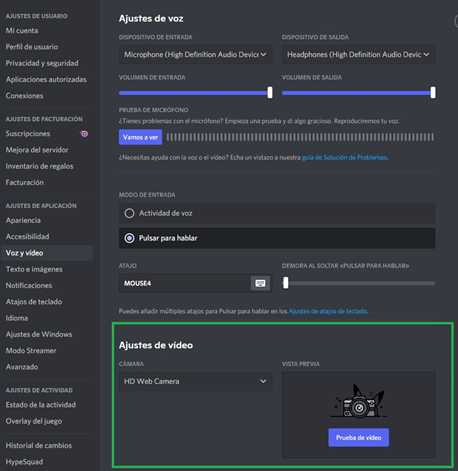 AJUSTES DE USUARIO
Mi cuenta
Perfil de usuario
Privacidad y seguridad
Aplicaciones autorizadas
Conexiones
AJUSTES DE FACTURACIÓN
Suscripciones
Mejora del servidor
Inventario de regalos
Facturación
AJUSTES DE APLICACIÓN
Apariencia
Accesibilidad
Voz y vídeo
Texto e imágenes
Notificaciones
Atajos de teclado
Idioma
Ajustes de Windows
Modo Streamer
Avanzado
AJUSTES DE ACTIVIDAD
Estado de la actividad
Overlay del juego
Historial de cambios
HypeSquad
Ajustes de voz
DISPOSITIVO DE ENTRADA
Microphone (High Definition Audio Device
DISPOSITIVO DE SALIDA
Headphones (High Definition Audio Devic
VOLUMEN DE ENTRADA
VOLUMEN DE SALIDA
PRUEBA DE MICRÓFONO
¿Tienes problemas con el micrófono? Empieza una prueba y di algo gracioso. Reproduciremos tu voz.
Vamos a ver
¿Necesitas ayuda con la voz o el vídeo? Echa un vistazo a nuestra guía de Solución de Problemas.
MODO DE ENTRADA
Actividad de voz
Pulsar para hablar
ATAJO
MOUSE4
DEMORA AL SOLTAR «PULSAR PARA HABLAR»
Puedes añadir múltiples atajos para Pulsar para hablar en los Ajustes de atajos de teclado.
Ajustes de vídeo
CÁMARA
HD Web Camera
VISTA PREVIA
Prueba de vídeo